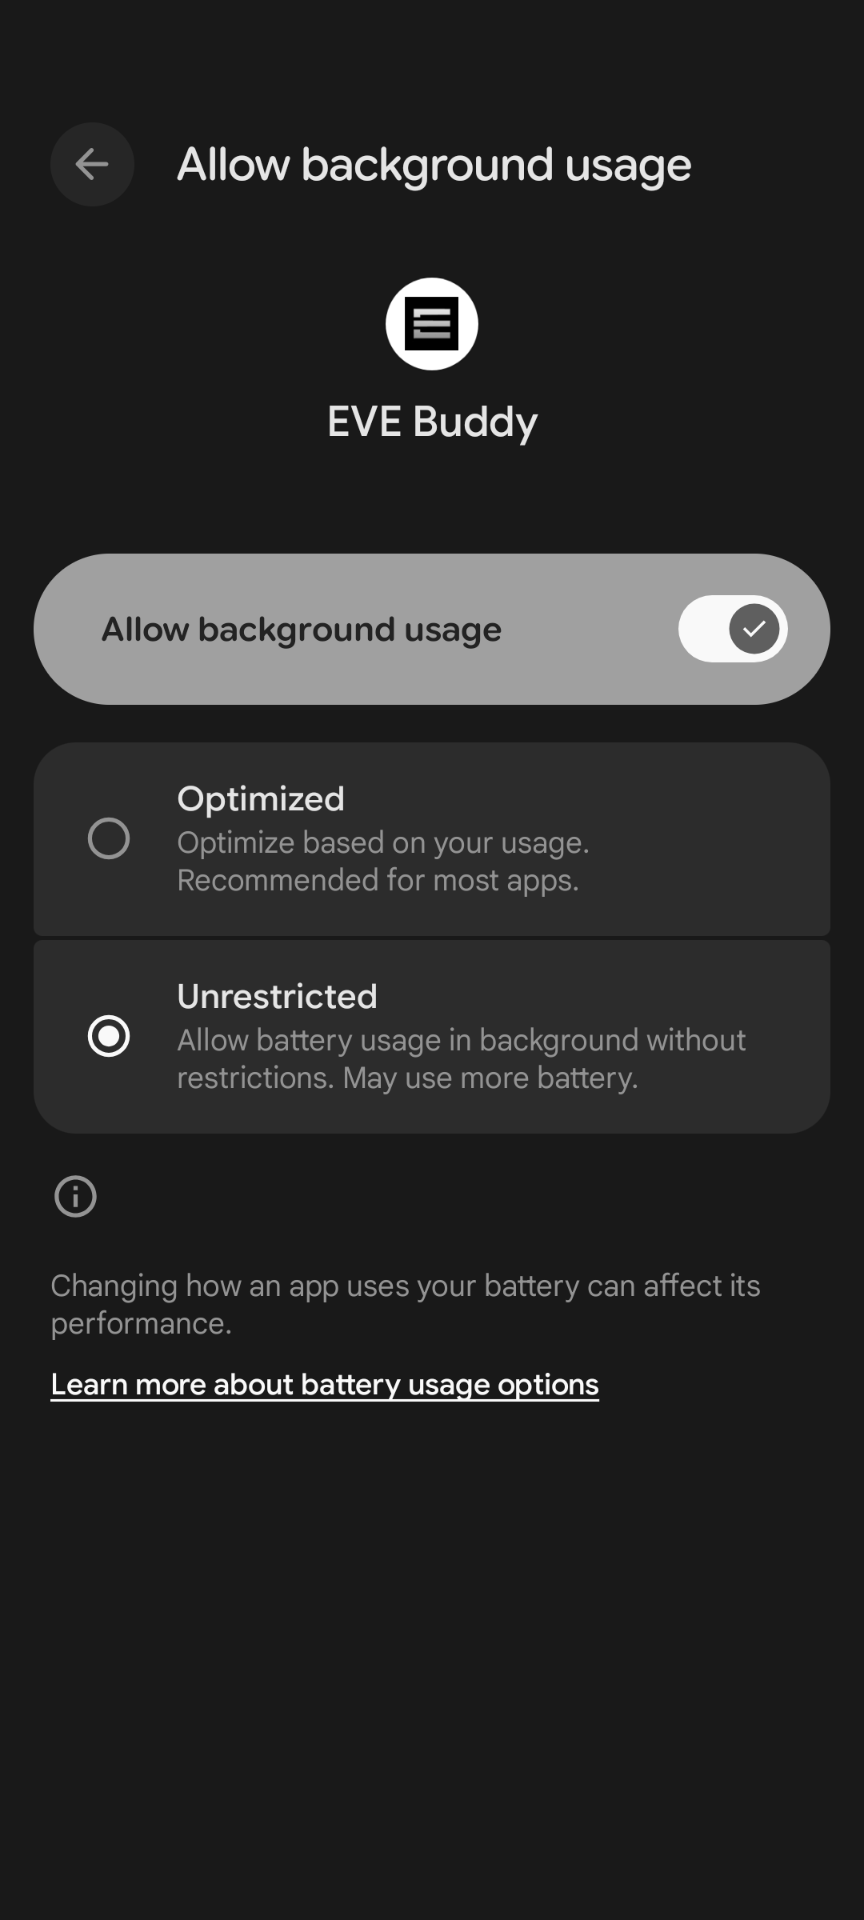 Allow background usage
EVE Buddy
Allow background usage
Optimized
Optimize based on your usage.
Recommended for most apps.
Unrestricted
Allow battery usage in background without
restrictions. May use more battery.
Changing how an app uses your battery can affect its
performance.
Learn more about battery usage options